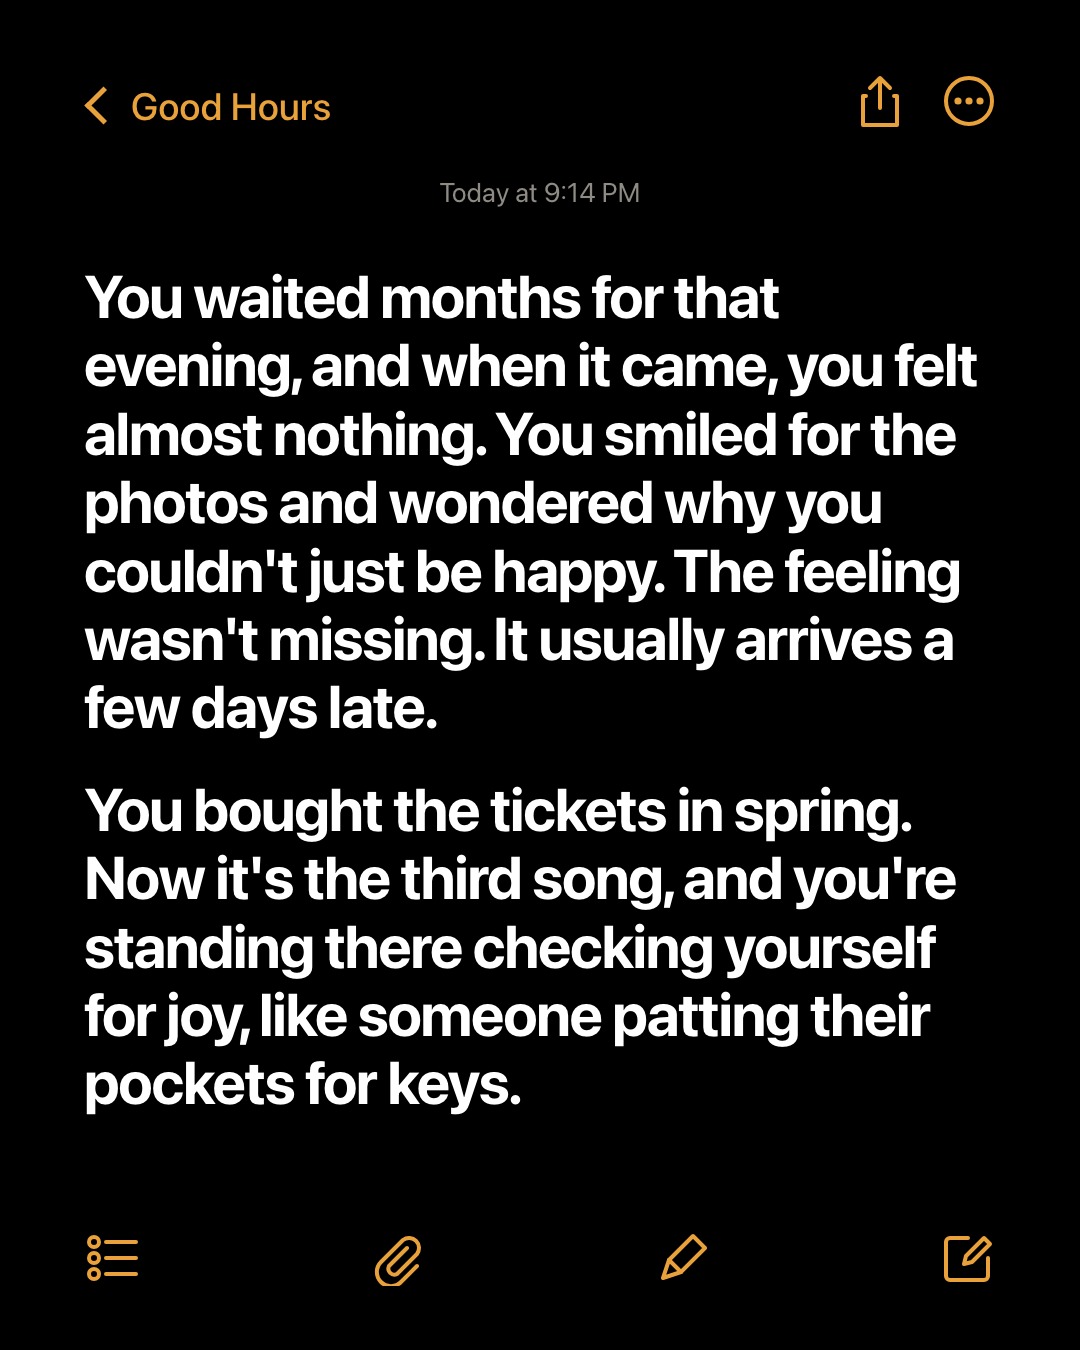 Good Hours
Today at 9:14 PM
You waited months for that
evening, and when it came, you felt
almost nothing. You smiled for the
photos and wondered why you
couldn't just be happy. The feeling
wasn't missing. It usually arrives a
few days late.
You bought the tickets in spring.
Now it's the third song, and you're
standing there checking yourself
for joy, like someone patting their
pockets for keys.